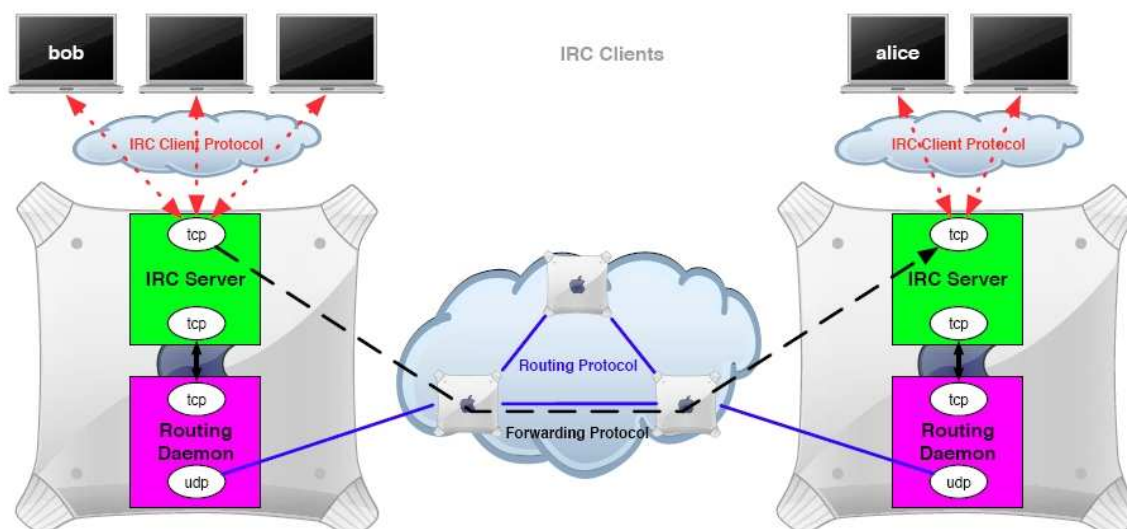 bob
IRC Clients
alice
IRC Client Protocol
IRC Client Protocol
tcp
tcp
IRC Server
IRC Server
tcp
tcp
Routing Protocol
tcp
tcp
Forwarding Protocol
Routing
Daemon
Routing
Daemon
udp
udp